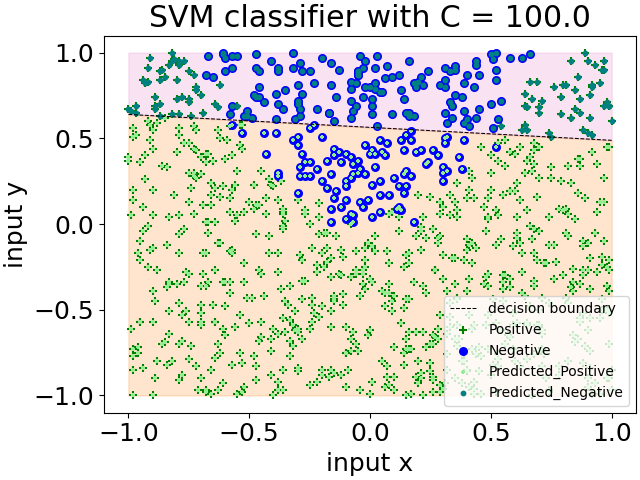 SVM classifier with C = 100.0
1.0
0.5
0.0
−0.5
−1.0
input y
decision boundary
Positive
Negative
Predicted_Positive
Predicted_Negative
−1.0 −0.5 0.0 0.5 1.0
input x